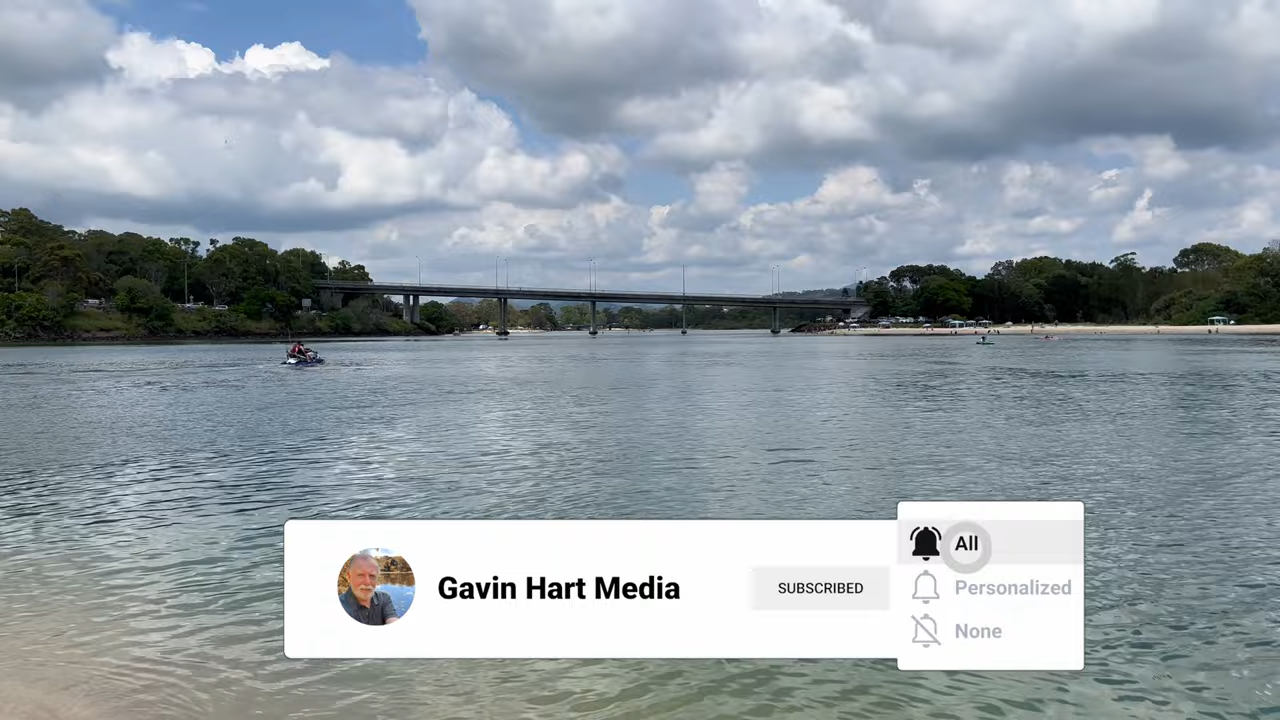 Gavin Hart Media
SUBSCRIBED
All
Personalized
None